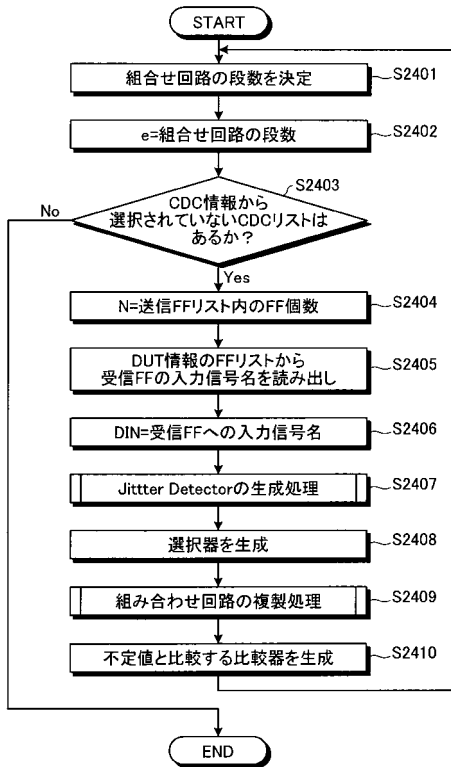 START
組合せ回路の段数を決定
S2401
e=組合せ回路の段数
S2402
S2403
CDC情報から
選択されていないCDCリストは
あるか？
No
Yes
N=送信FFリスト内のFF個数
S2404
DUT情報のFFリストから
受信FFの入力信号名を読み出し
S2405
DIN=受信FFへの入力信号名
S2406
Jittter Detectorの生成処理
S2407
選択器を生成
S2408
組み合わせ回路の複製処理
S2409
不定値と比較する比較器を生成
S2410
END